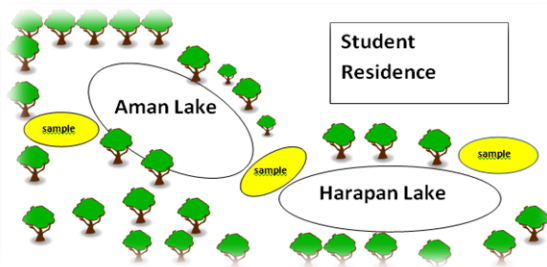 Student
Residence
Aman Lake
sample
sample
sample
Harapan Lake